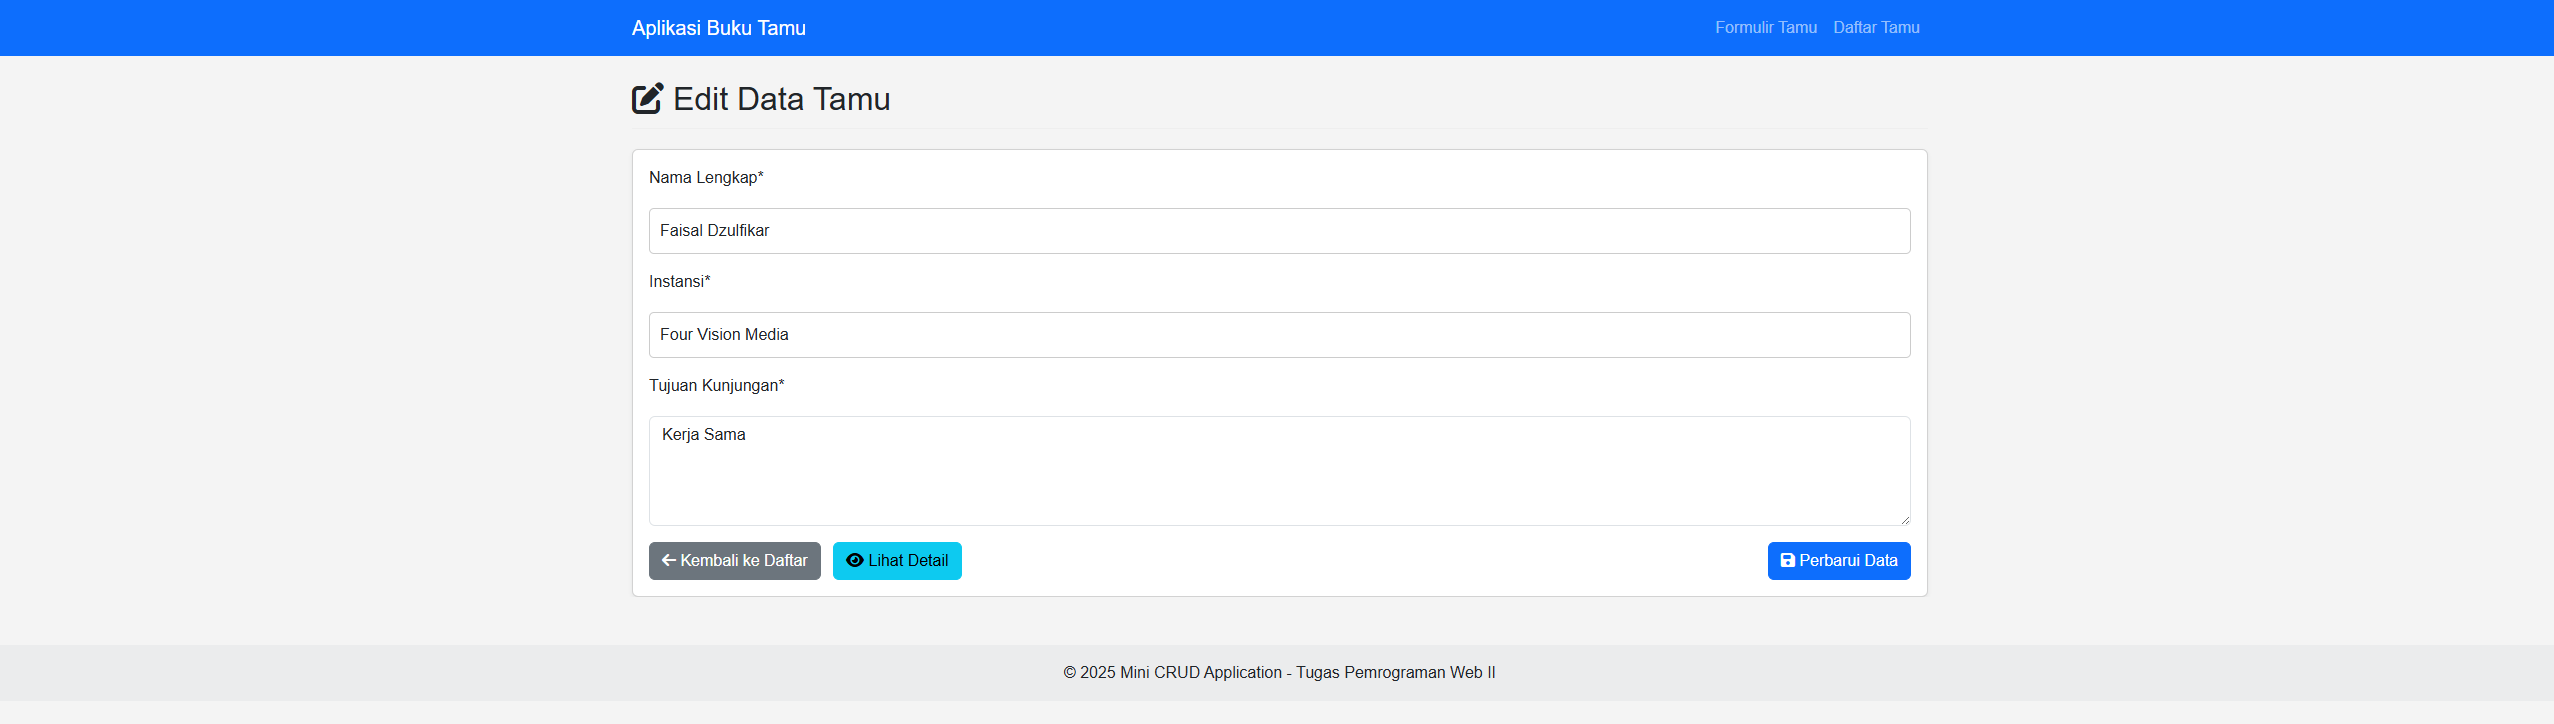 Aplikasi Buku Tamu
Formulir Tamu
Daftar Tamu
Edit Data Tamu
Nama Lengkap*
Faisal Dzulfikar
Instansi*
Four Vision Media
Tujuan Kunjungan*
Kerja Sama
Kembali ke Daftar
Lihat Detail
Perbarui Data
© 2025 Mini CRUD Application - Tugas Pemrograman Web II